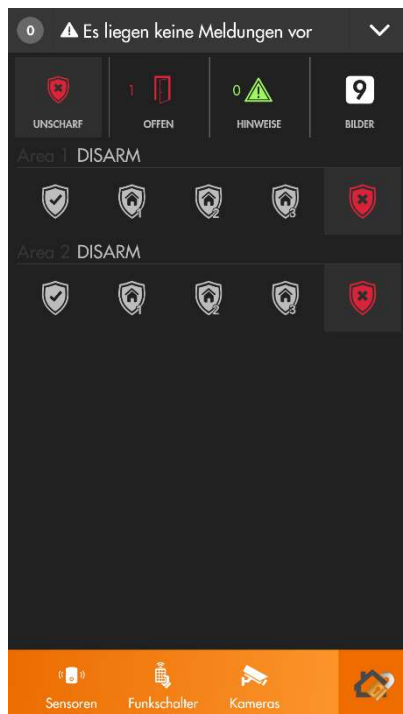 0 Es liegen keine Meldungen vor
1 0 9
UNSCHARF OFFEN HINWEISE BILDER
Area 1 DISARM
1 2 3
Area 2 DISARM
1 2 3
Sensoren Funkschalter Kameras